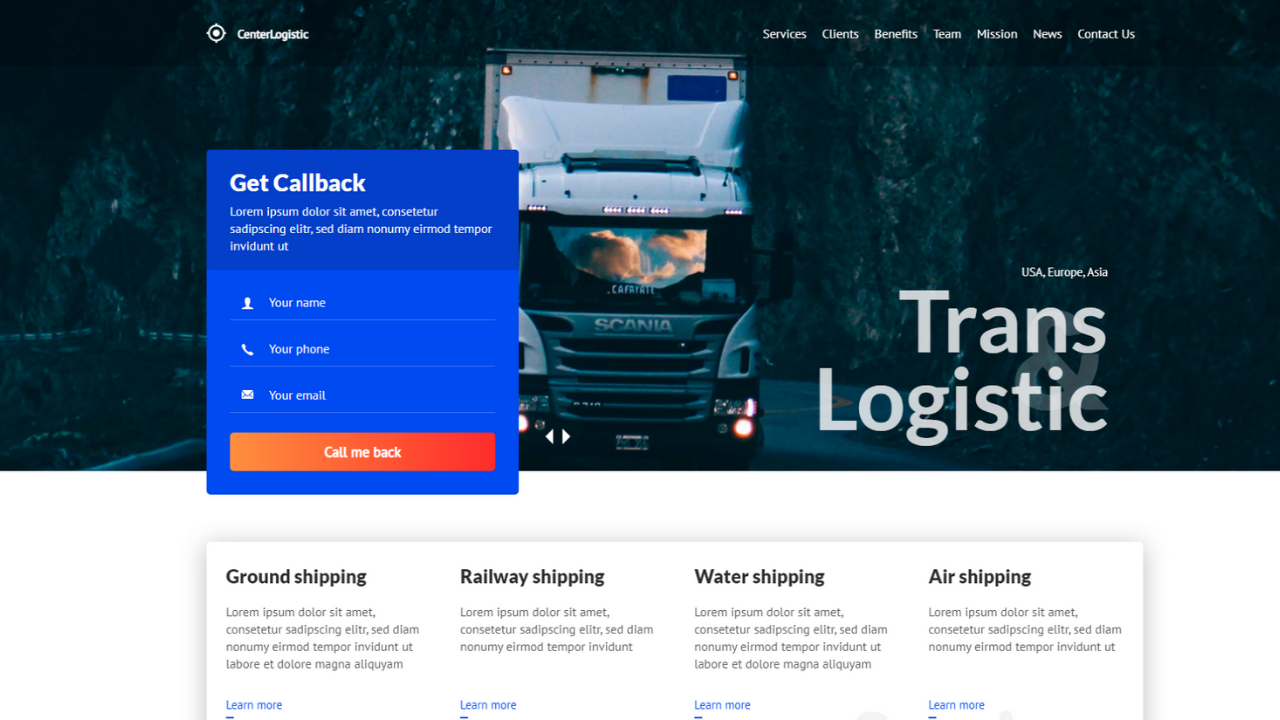 CenterLogistic
Services Clients Benefits Team Mission News Contact Us
Get Callback
Lorem ipsum dolor sit amet, consetetur
sadipscing elitr, sed diam nonumy eirmod tempor
invidunt ut
Your name
Your phone
Your email
Call me back
.CAFAYATE.
SCANIA
USA, Europe, Asia
Trans
&
Logistic
Ground shipping
Lorem ipsum dolor sit amet,
consetetur sadipscing elitr, sed diam
nonumy eirmod tempor invidunt ut
labore et dolore magna aliquyam
Learn more
Railway shipping
Lorem ipsum dolor sit amet,
consetetur sadipscing elitr, sed diam
nonumy eirmod tempor invidunt
Learn more
Water shipping
Lorem ipsum dolor sit amet,
consetetur sadipscing elitr, sed diam
nonumy eirmod tempor invidunt ut
labore et dolore magna aliquyam
Learn more
Air shipping
Lorem ipsum dolor sit amet,
consetetur sadipscing elitr, sed diam
nonumy eirmod tempor invidunt ut
Learn more